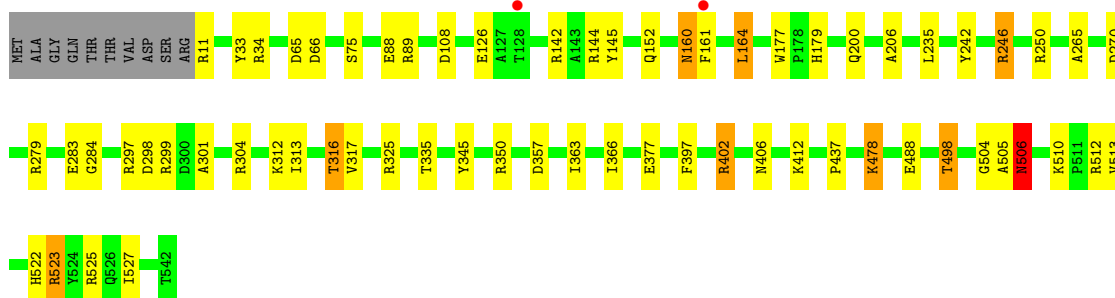 MET ALA GLY GLN THR THR VAL ASP SER ARG R11 Y33 R34 D65 D66 S75 E88 R89 D108 E126 A127 T128 R142 A143 R144 Y145 Q152 N160 F161 L164 W177 P178 H179 Q200 A206 L235 Y242 R246 R250 A265
R279 E283 G284 R297 D298 R299 D300 A301 R304 K312 I313 T316 V317 R325 T335 Y345 R350 D357 I363 I366 E377 F397 R402 N406 K412 P437 K478 E488 T498 G504 A505 N506 K510 P511 R512 V513
H522 R523 Y524 R525 Q526 I527 T542